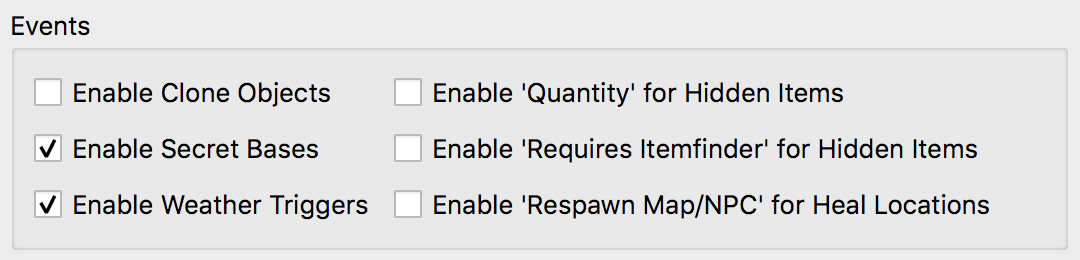 Events
Enable Clone Objects
Enable 'Quantity' for Hidden Items
Enable Secret Bases
Enable 'Requires Itemfinder' for Hidden Items
Enable Weather Triggers
Enable 'Respawn Map/NPC' for Heal Locations